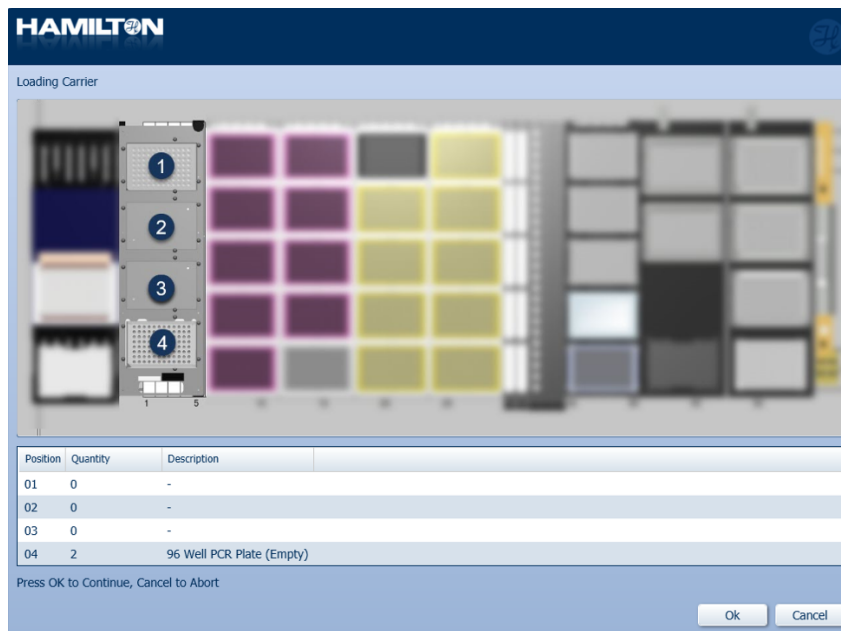 HAMILTON
Loading Carrier
1
2
3
4
1 5
Position Quantity Description
01 0 -
02 0 -
03 0 -
04 2 96 Well PCR Plate (Empty)
Press OK to Continue, Cancel to Abort
Ok Cancel